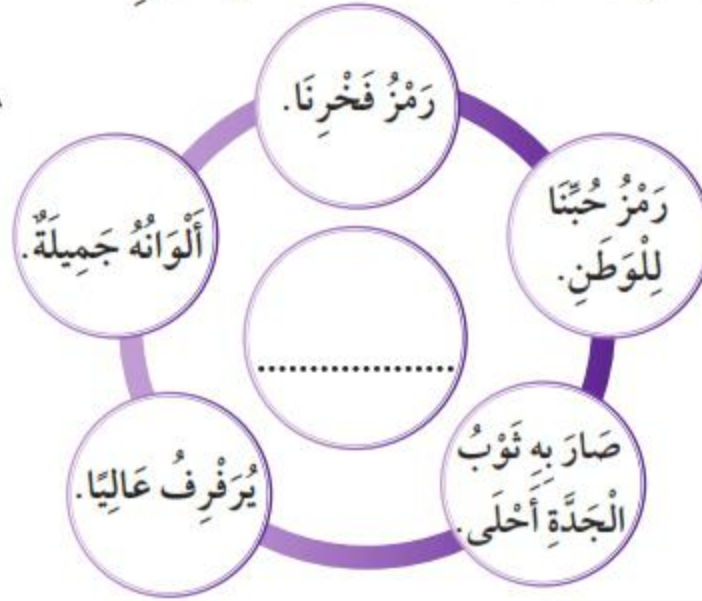 رَمْزُ فَخْرِنَا.
رَمْزُ حُبِّنَا
لِلْوَطَنِ.
أَلْوَانُهُ جَمِيلَةٌ.
....................
صَارَ بِهِ ثَوْبُ
الْجَدَّةِ أَحْلَى.
يُرَفْرِفُ عَالِيًا.